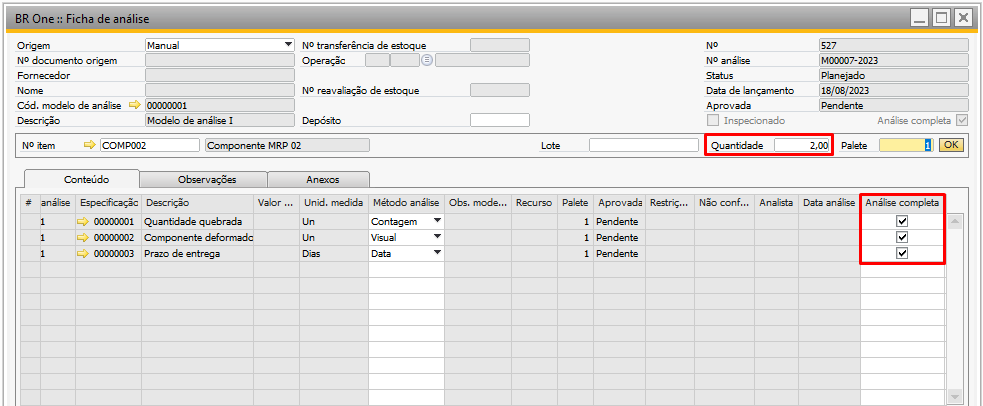 BR One :: Ficha de análise
Origem Manual Nº transferência de estoque Nº 527
Nº documento origem Operação Nº análise M00007-2023
Fornecedor Status Planejado
Nome Nº reavaliação de estoque Data de lançamento 18/08/2023
Cód. modelo de análise 00000001 Aprovada Pendente
Descrição Modelo de análise I Depósito Inspecionado Análise completa
Nº item COMP002 Componente MRP 02 Lote Quantidade 2,00 Palete 1 OK
Conteúdo Observações Anexos
# análise Especificação Descrição Valor ... Unid. medida Método análise Obs. mode... Recurso Palete Aprovada Restriç... Não conf... Analista Data análise Análise completa
1 00000001 Quantidade quebrada Un Contagem 1 Pendente
1 00000002 Componente deformado Un Visual 1 Pendente
1 00000003 Prazo de entrega Dias Data 1 Pendente